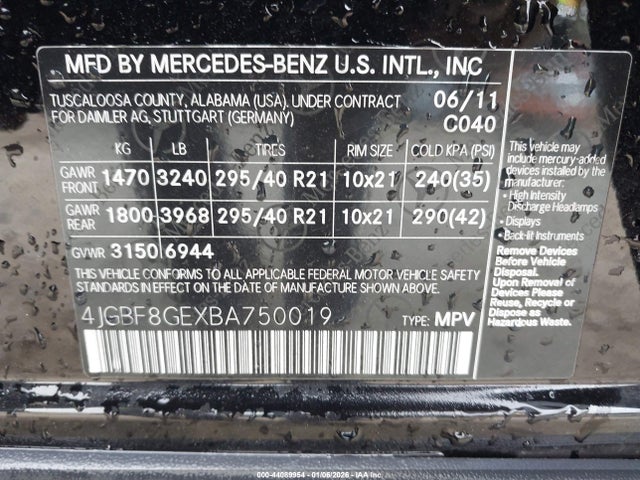 MFD BY MERCEDES-BENZ U.S. INTL., INC
TUSCALOOSA COUNTY, ALABAMA (USA). UNDER CONTRACT
FOR DAIMLER AG, STUTTGART (GERMANY)
06/11
C040
KG LB TIRES RIM SIZE COLD KPA (PSI)
GAWR FRONT 1470 3240 295/40 R21 10x21 240(35)
GAWR REAR 1800 3968 295/40 R21 10x21 290(42)
GVWR 3150 6944
THIS VEHICLE CONFORMS TO ALL APPLICABLE FEDERAL MOTOR VEHICLE SAFETY
STANDARDS IN EFFECT ON THE DATE OF MANUFACTURE SHOWN ABOVE.
4JGBF8GEXBA750019 TYPE: MPV
This vehicle may
include mercury-added
devices installed by the
manufacturer:
• High Intensity
Discharge Headlamps
• Displays
• Back-lit Instruments
Remove Devices
Before Vehicle
Disposal.
Upon Removal of
Devices Please
Reuse, Recycle or
Dispose as
Hazardous Waste.
000-44089954 - 01/06/2026 - IAA, Inc.